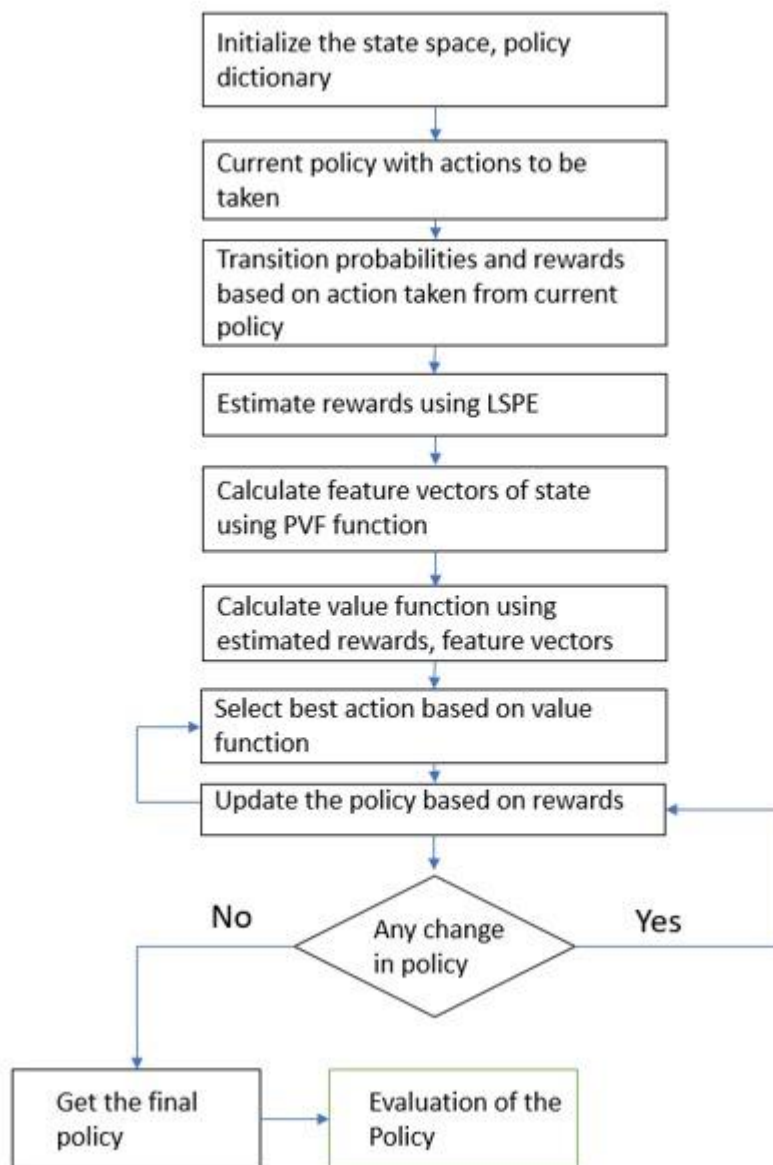 Initialize the state space, policy
dictionary
Current policy with actions to be
taken
Transition probabilities and rewards
based on action taken from current
policy
Estimate rewards using LSPE
Calculate feature vectors of state
using PVF function
Calculate value function using
estimated rewards, feature vectors
Select best action based on value
function
Update the policy based on rewards
No
Any change
in policy
Yes
Get the final
policy
Evaluation of the
Policy